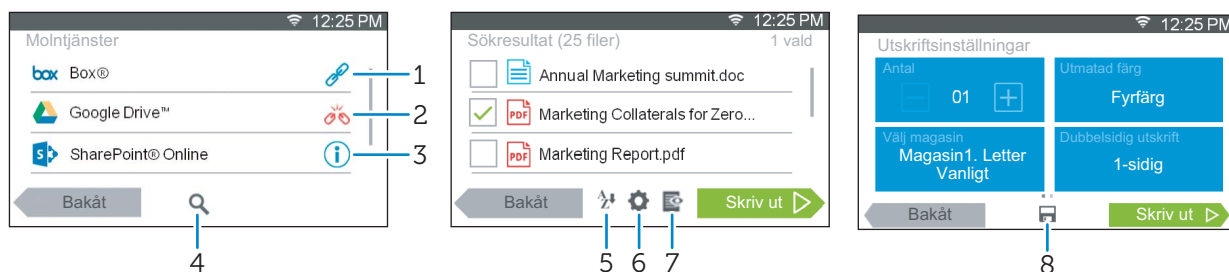 12:25 PM
Molntjänster
box Box®
1
Google Drive™
2
S SharePoint® Online
3
Bakåt
4
12:25 PM
Sökresultat (25 filer) 1 vald
Annual Marketing summit.doc
PDF Marketing Collaterals for Zero...
PDF Marketing Report.pdf
Bakåt AZ Skriv ut
5 6 7
12:25 PM
Utskriftsinställningar
Antal
01
Utmatad färg
Fyrfärg
Välj magasin
Magasin1. Letter
Vanligt
Dubbelsidig utskrift
1-sidig
Bakåt Skriv ut
8